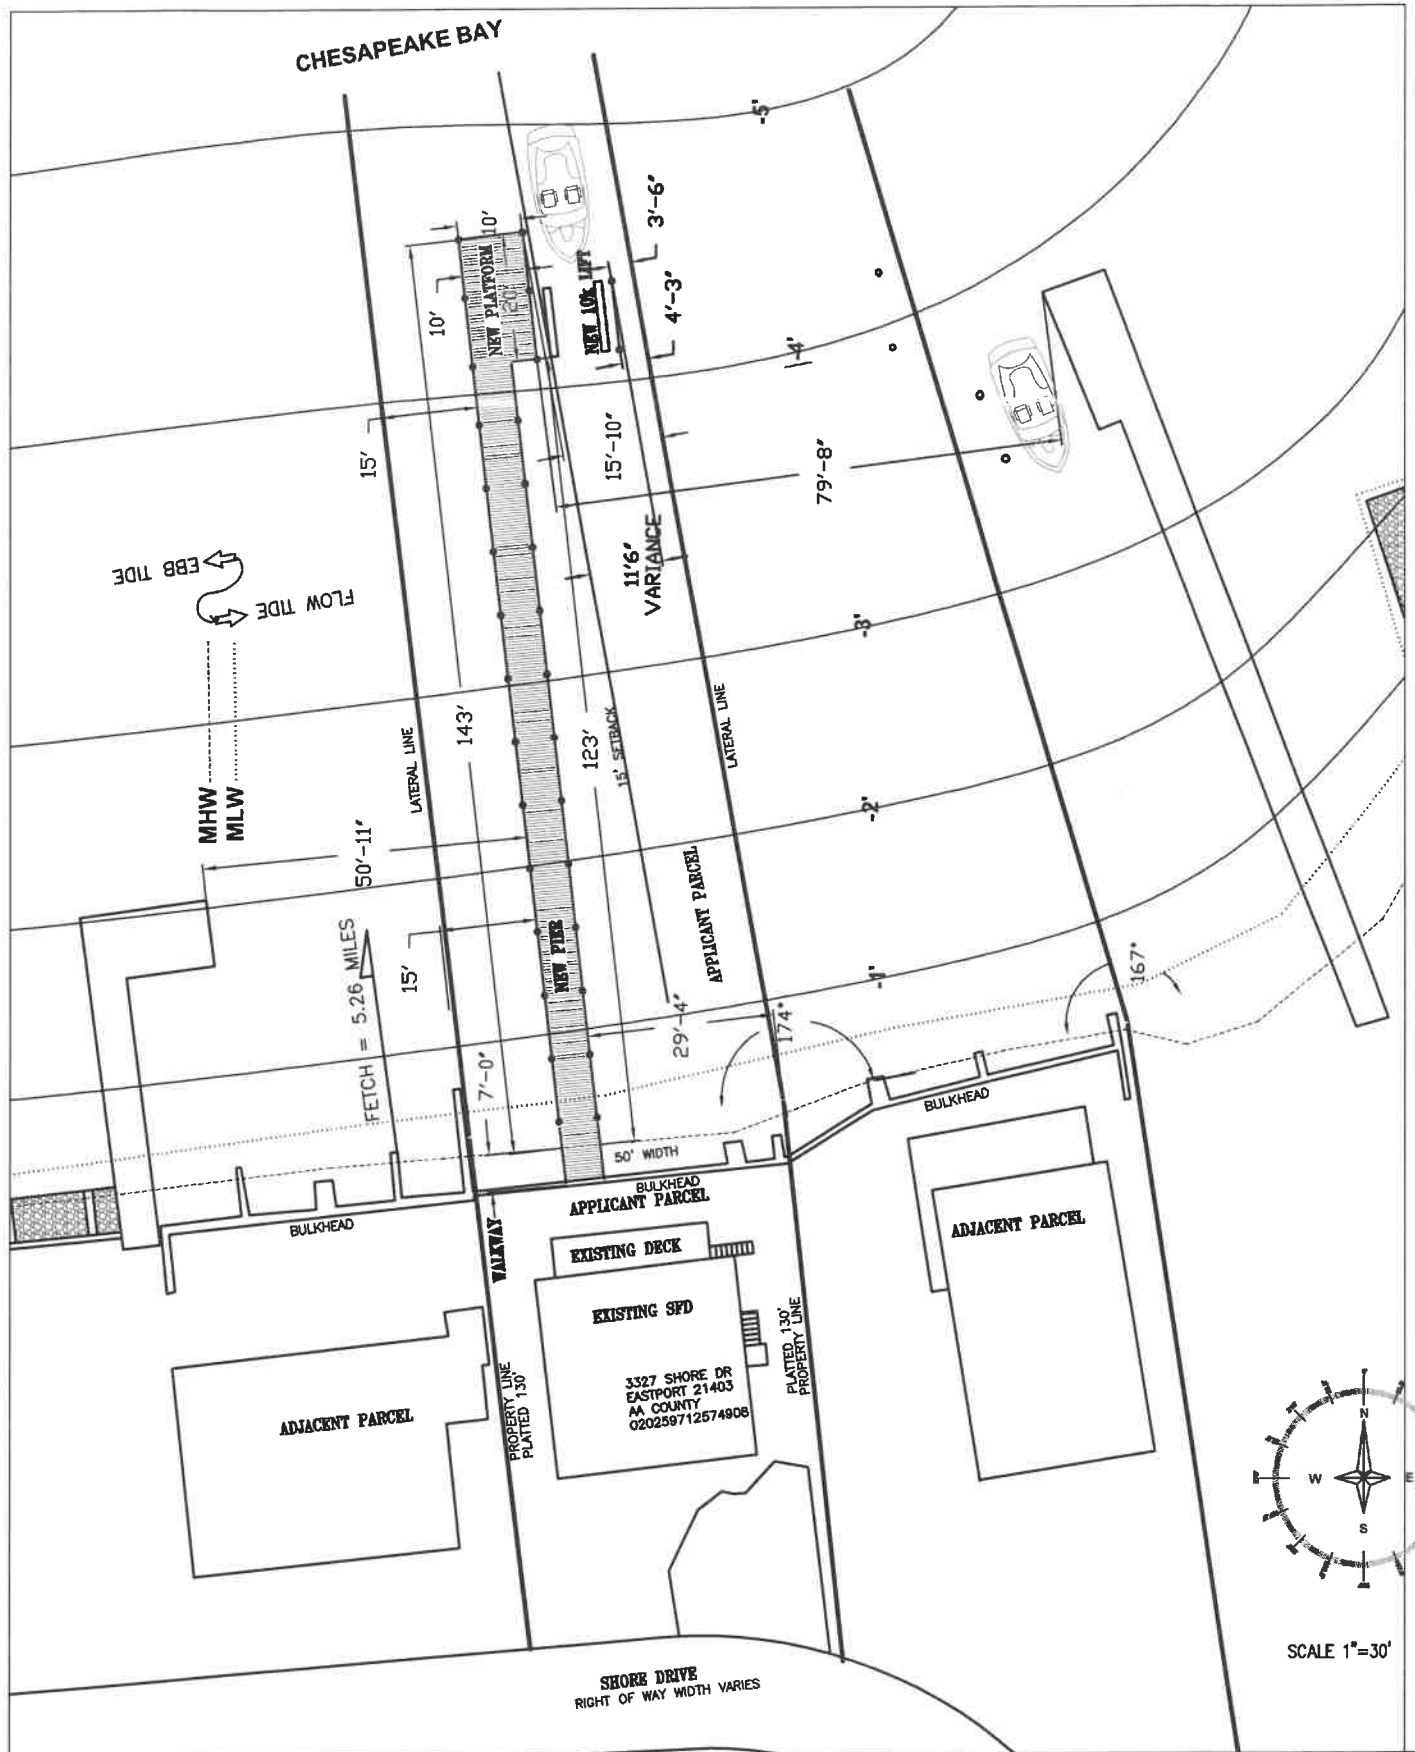 CHESAPEAKE BAY
-5'
10'
3'-6"
NEW PLATFORM
20'
10'
NEW 10K LIFT
4'-3"
-4'
15'
15'-10"
79'-8"
11'6"
VARIANCE
EBB TIDE
FLOW TIDE
-3'
MHW
MLW
LATERAL LINE
143'
123'
15' SETBACK
LATERAL LINE
50'-11"
-2'
APPLICANT PARCEL
FETCH = 5.26 MILES
15'
NEW PIER
-1'
167°
29'-4"
174°
7'-0"
BULKHEAD
50' WIDTH
BULKHEAD
APPLICANT PARCEL
BULKHEAD
WALKWAY
EXISTING DECK
ADJACENT PARCEL
EXISTING SFD
PLATTED 130'
PROPERTY LINE
PROPERTY LINE
PLATTED 130'
3327 SHORE DR
EASTPORT 21403
AA COUNTY
020259712574908
ADJACENT PARCEL
N
W
E
S
SCALE 1"=30'
SHORE DRIVE
RIGHT OF WAY WIDTH VARIES